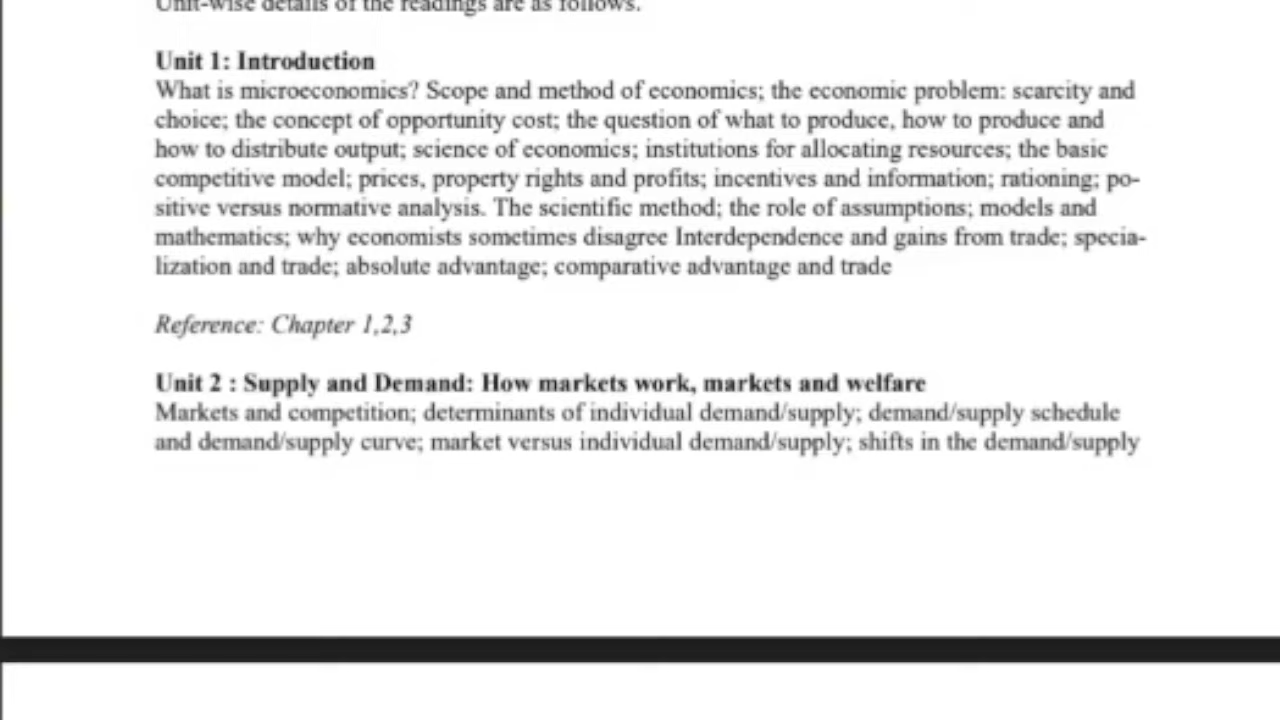 Unit-wise details of the readings are as follows.
Unit 1: Introduction
What is microeconomics? Scope and method of economics; the economic problem: scarcity and
choice; the concept of opportunity cost; the question of what to produce, how to produce and
how to distribute output; science of economics; institutions for allocating resources; the basic
competitive model; prices, property rights and profits; incentives and information; rationing; po-
sitive versus normative analysis. The scientific method; the role of assumptions; models and
mathematics; why economists sometimes disagree Interdependence and gains from trade; specia-
lization and trade; absolute advantage; comparative advantage and trade
Reference: Chapter 1,2,3
Unit 2 : Supply and Demand: How markets work, markets and welfare
Markets and competition; determinants of individual demand/supply; demand/supply schedule
and demand/supply curve; market versus individual demand/supply; shifts in the demand/supply